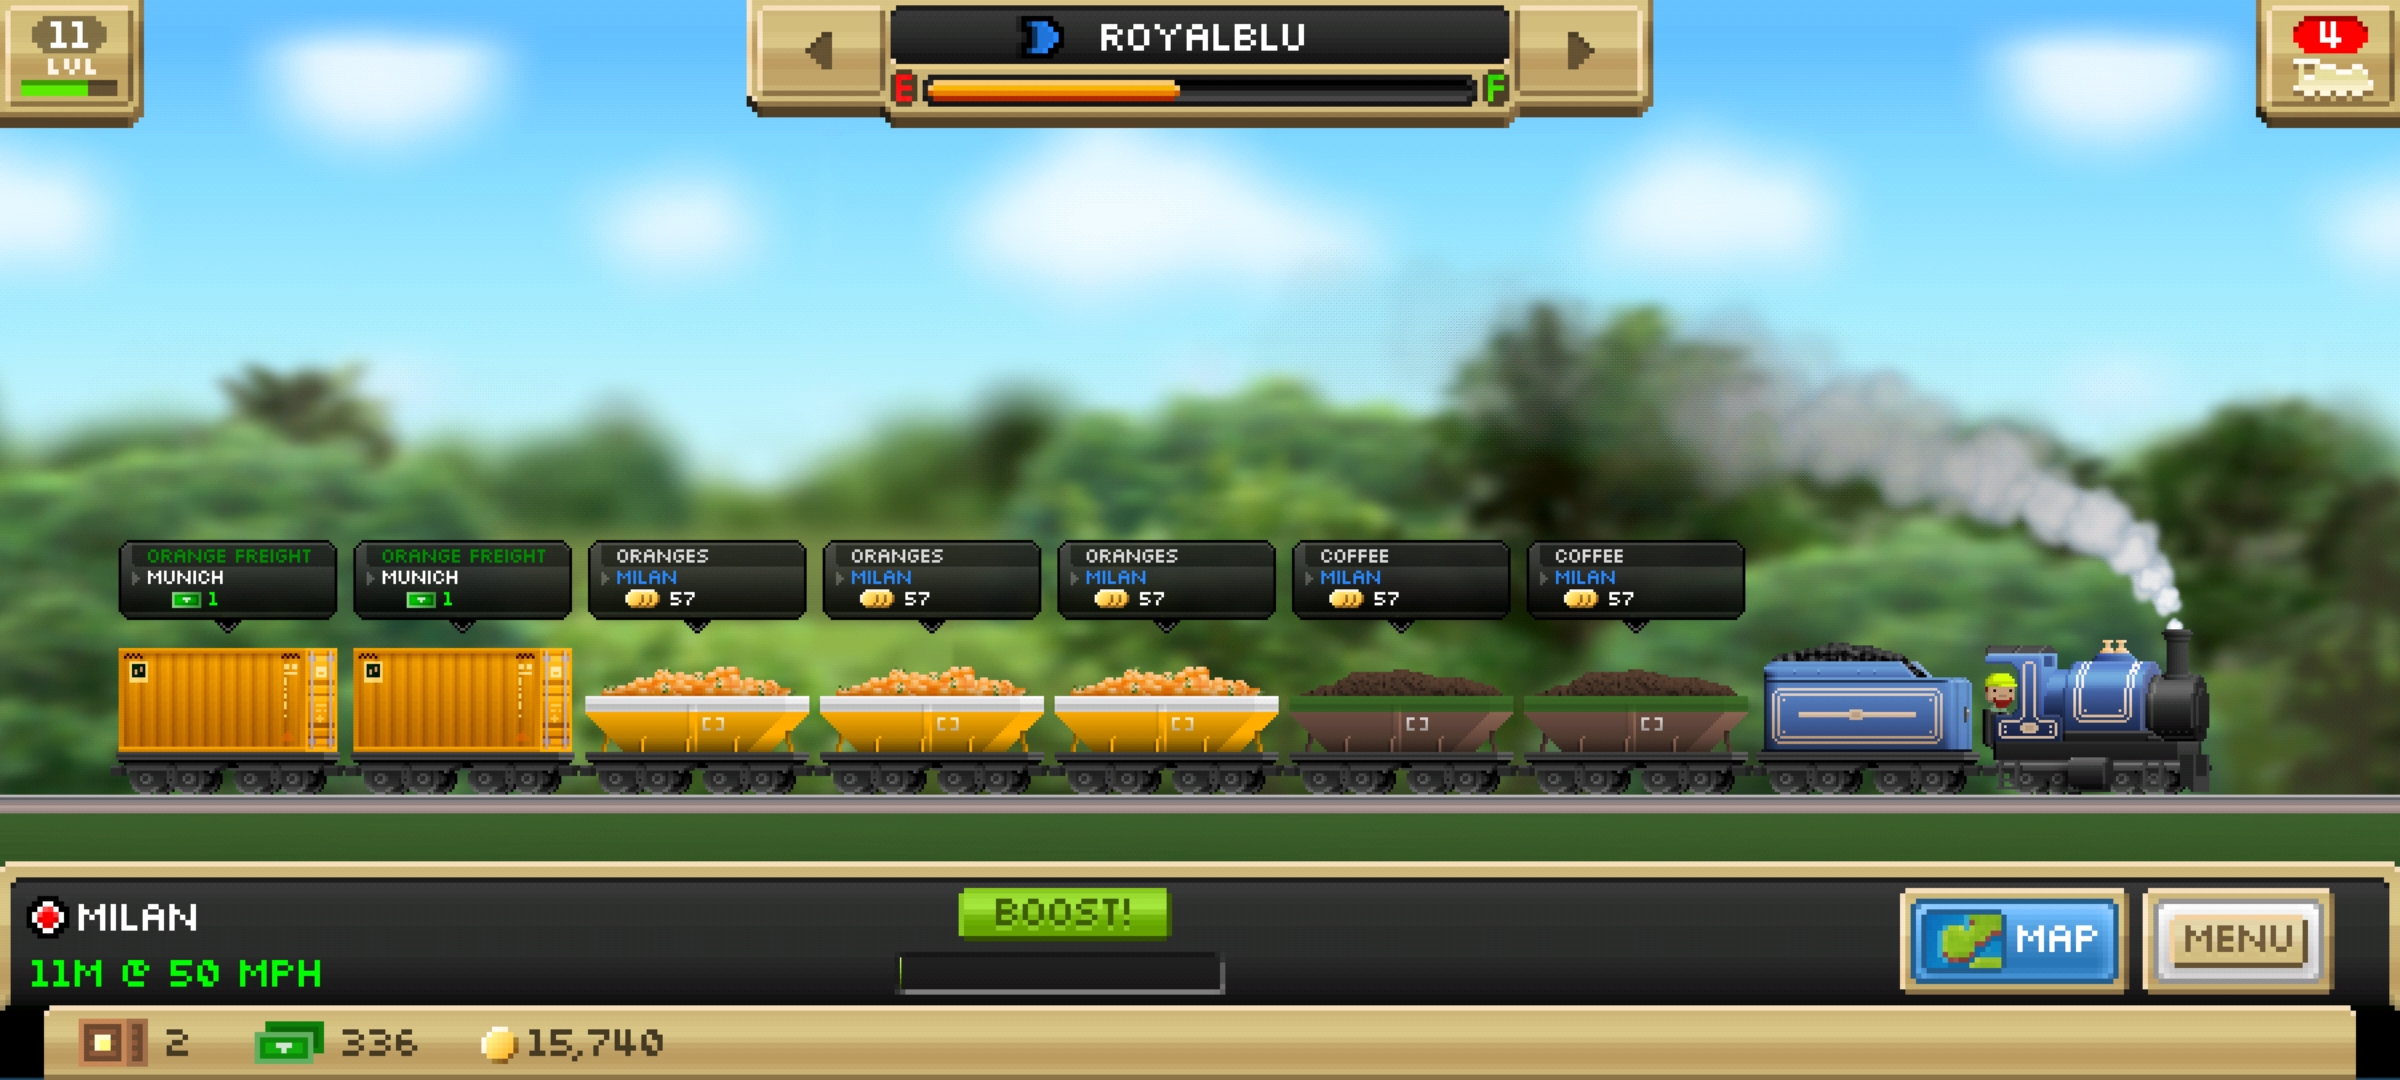 11
LVL
ROYALBLU
E F
4
ORANGE FREIGHT
MUNICH
1
ORANGE FREIGHT
MUNICH
1
ORANGES
MILAN
57
ORANGES
MILAN
57
ORANGES
MILAN
57
COFFEE
MILAN
57
COFFEE
MILAN
57
MILAN
11M @ 50 MPH
BOOST!
MAP
MENU
2
336
15,740